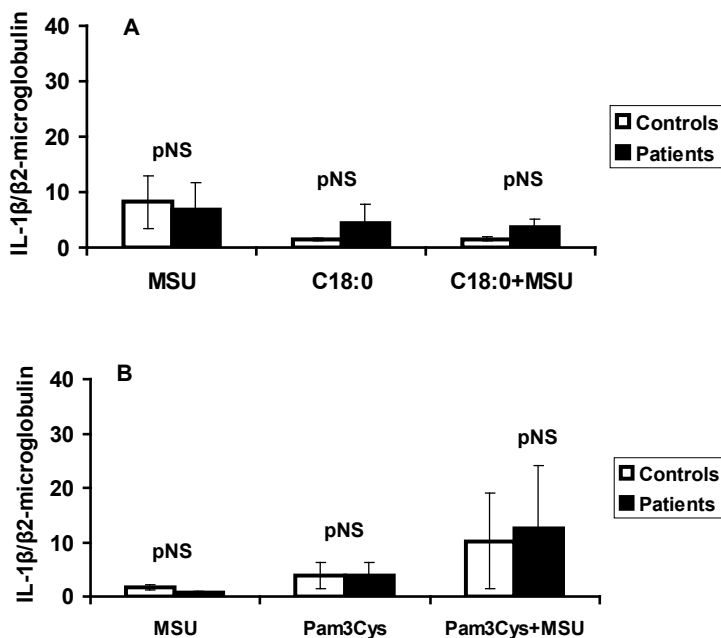 A
IL-1β/β2-microglobulin
40
30
20
10
0
pNS
pNS
pNS
MSU
C18:0
C18:0+MSU
Controls
Patients
B
IL-1β/β2-microglobulin
40
30
20
10
0
pNS
pNS
pNS
MSU
Pam3Cys
Pam3Cys+MSU
Controls
Patients